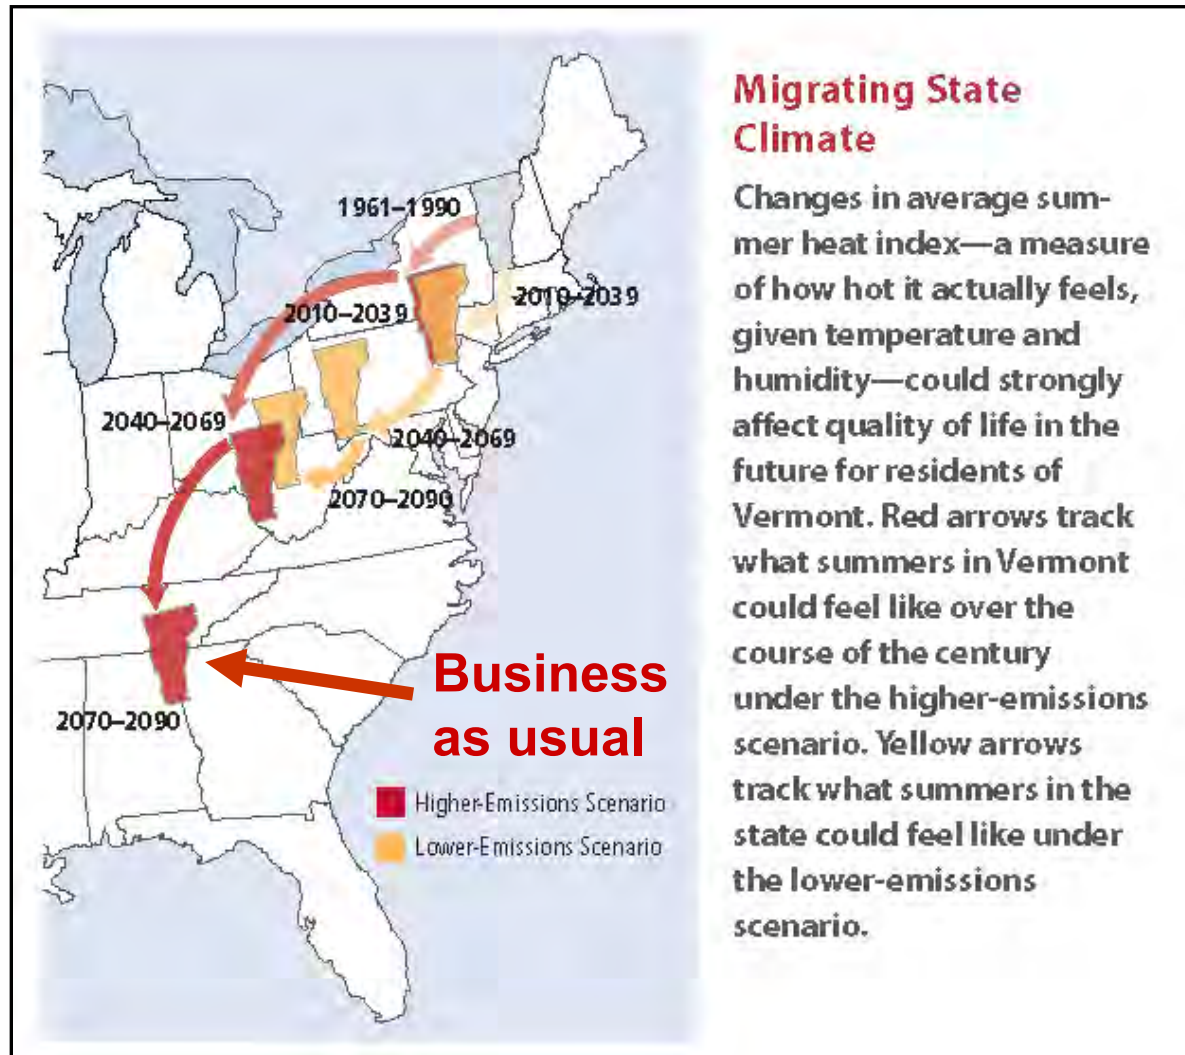 1961–1990
2010–2039
2010–2039
2040–2069
2040–2069
2070–2090
2070–2090
Business
as usual
Higher-Emissions Scenario
Lower-Emissions Scenario
Migrating State
Climate
Changes in average sum-
mer heat index—a measure
of how hot it actually feels,
given temperature and
humidity—could strongly
affect quality of life in the
future for residents of
Vermont. Red arrows track
what summers in Vermont
could feel like over the
course of the century
under the higher-emissions
scenario. Yellow arrows
track what summers in the
state could feel like under
the lower-emissions
scenario.